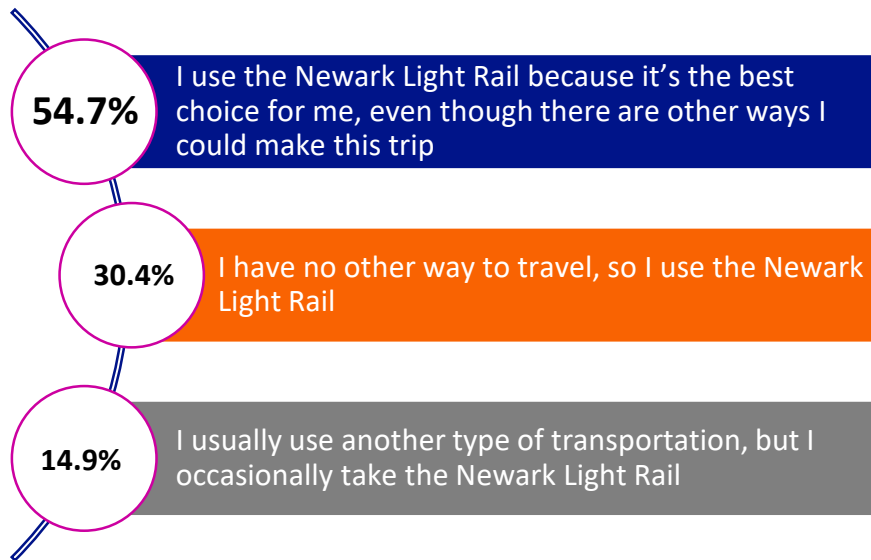 54.7%
I use the Newark Light Rail because it's the best
choice for me, even though there are other ways I
could make this trip
30.4%
I have no other way to travel, so I use the Newark
Light Rail
14.9%
I usually use another type of transportation, but I
occasionally take the Newark Light Rail